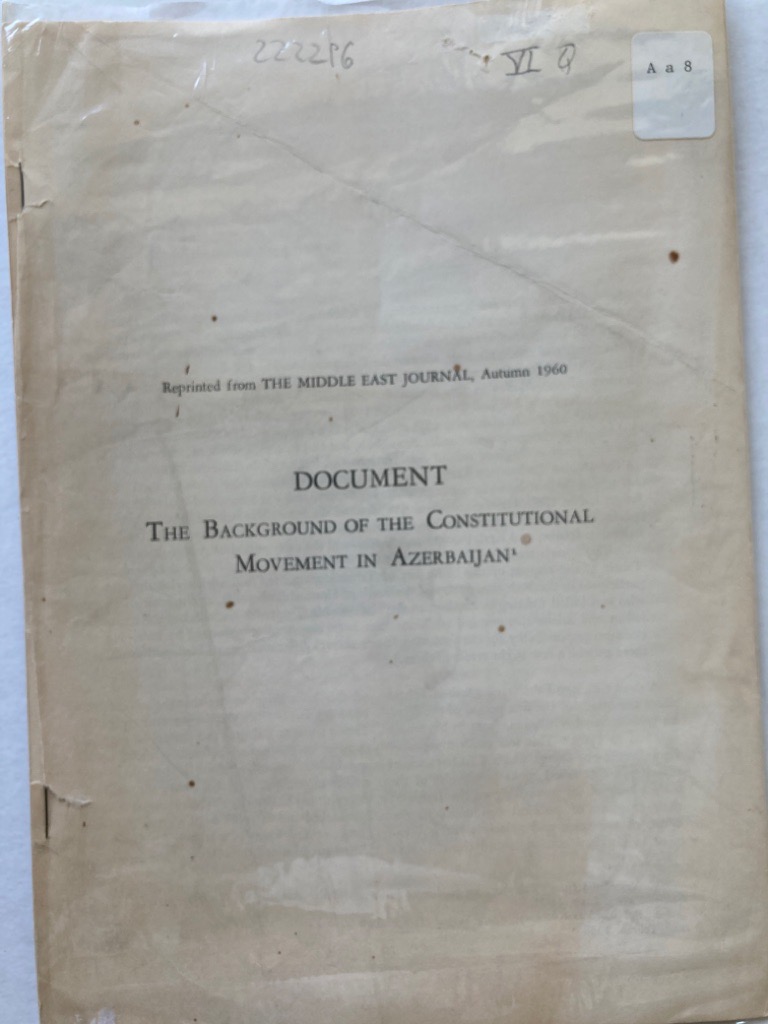 222296
VI Q
A a 8
Reprinted from THE MIDDLE EAST JOURNAL, Autumn 1960
DOCUMENT
THE BACKGROUND OF THE CONSTITUTIONAL
MOVEMENT IN AZERBAIJAN¹